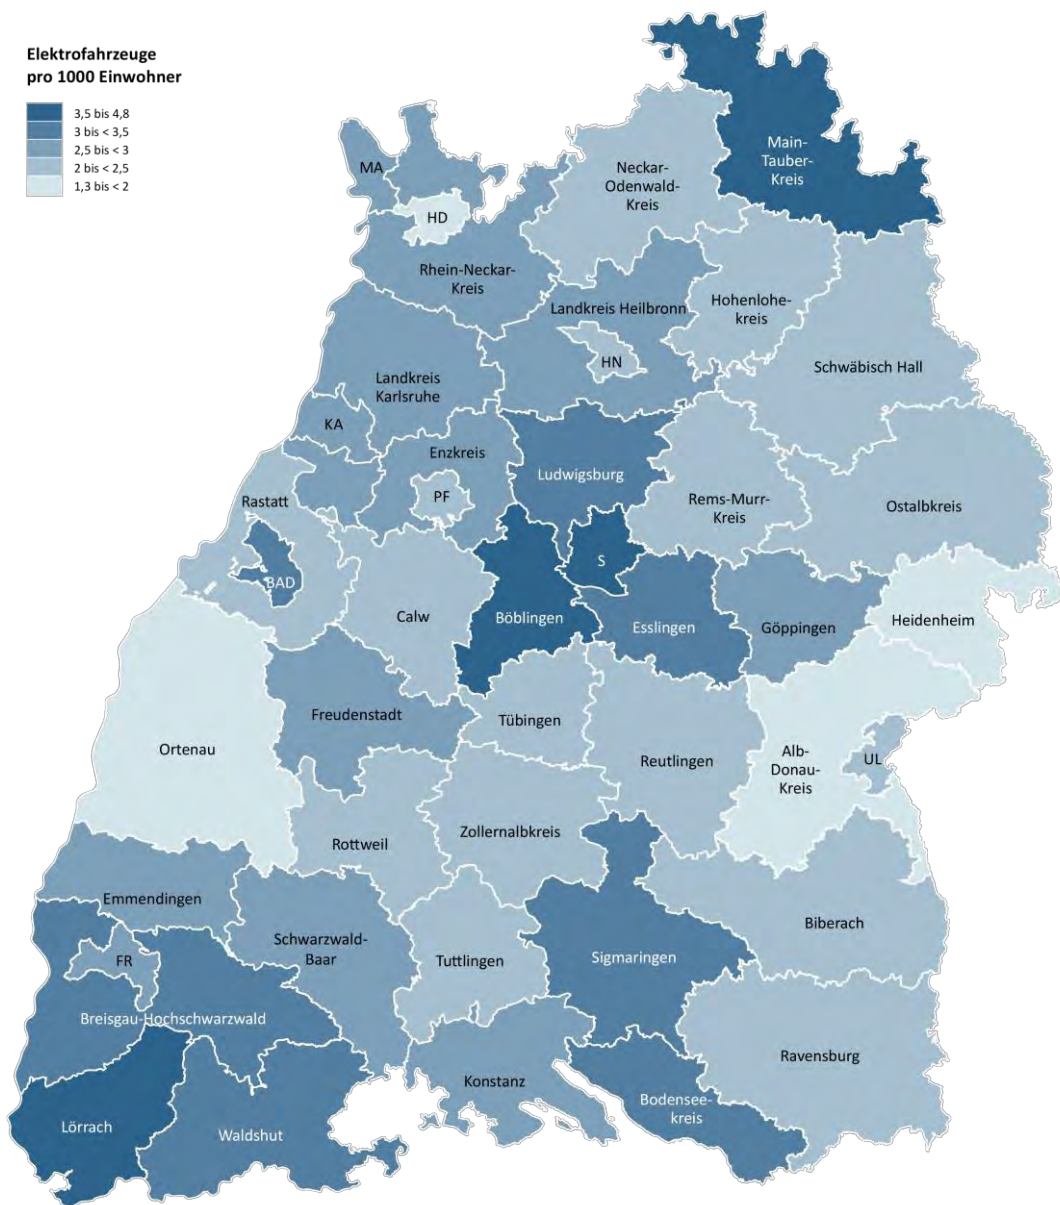 Elektrofahrzeuge
pro 1000 Einwohner
3,5 bis 4,8
3 bis < 3,5
2,5 bis < 3
2 bis < 2,5
1,3 bis < 2
Main-
Tauber-
Kreis
MA
Neckar-
Odenwald-
Kreis
HD
Rhein-Neckar-
Kreis
Landkreis Heilbronn
Hohenlohe-
kreis
HN
Schwäbisch Hall
Landkreis
Karlsruhe
KA
Enzkreis
Ludwigsburg
PF
Rems-Murr-
Kreis
Ostalbkreis
Rastatt
BAD
S
Calw
Böblingen
Esslingen
Göppingen
Heidenheim
Freudenstadt
Tübingen
Ortenau
Reutlingen
Alb-
Donau-
Kreis
UL
Rottweil
Zollernalbkreis
Emmendingen
Biberach
Schwarzwald-
Baar
FR
Tuttlingen
Sigmaringen
Breisgau-Hochschwarzwald
Ravensburg
Konstanz
Bodensee-
kreis
Lörrach
Waldshut